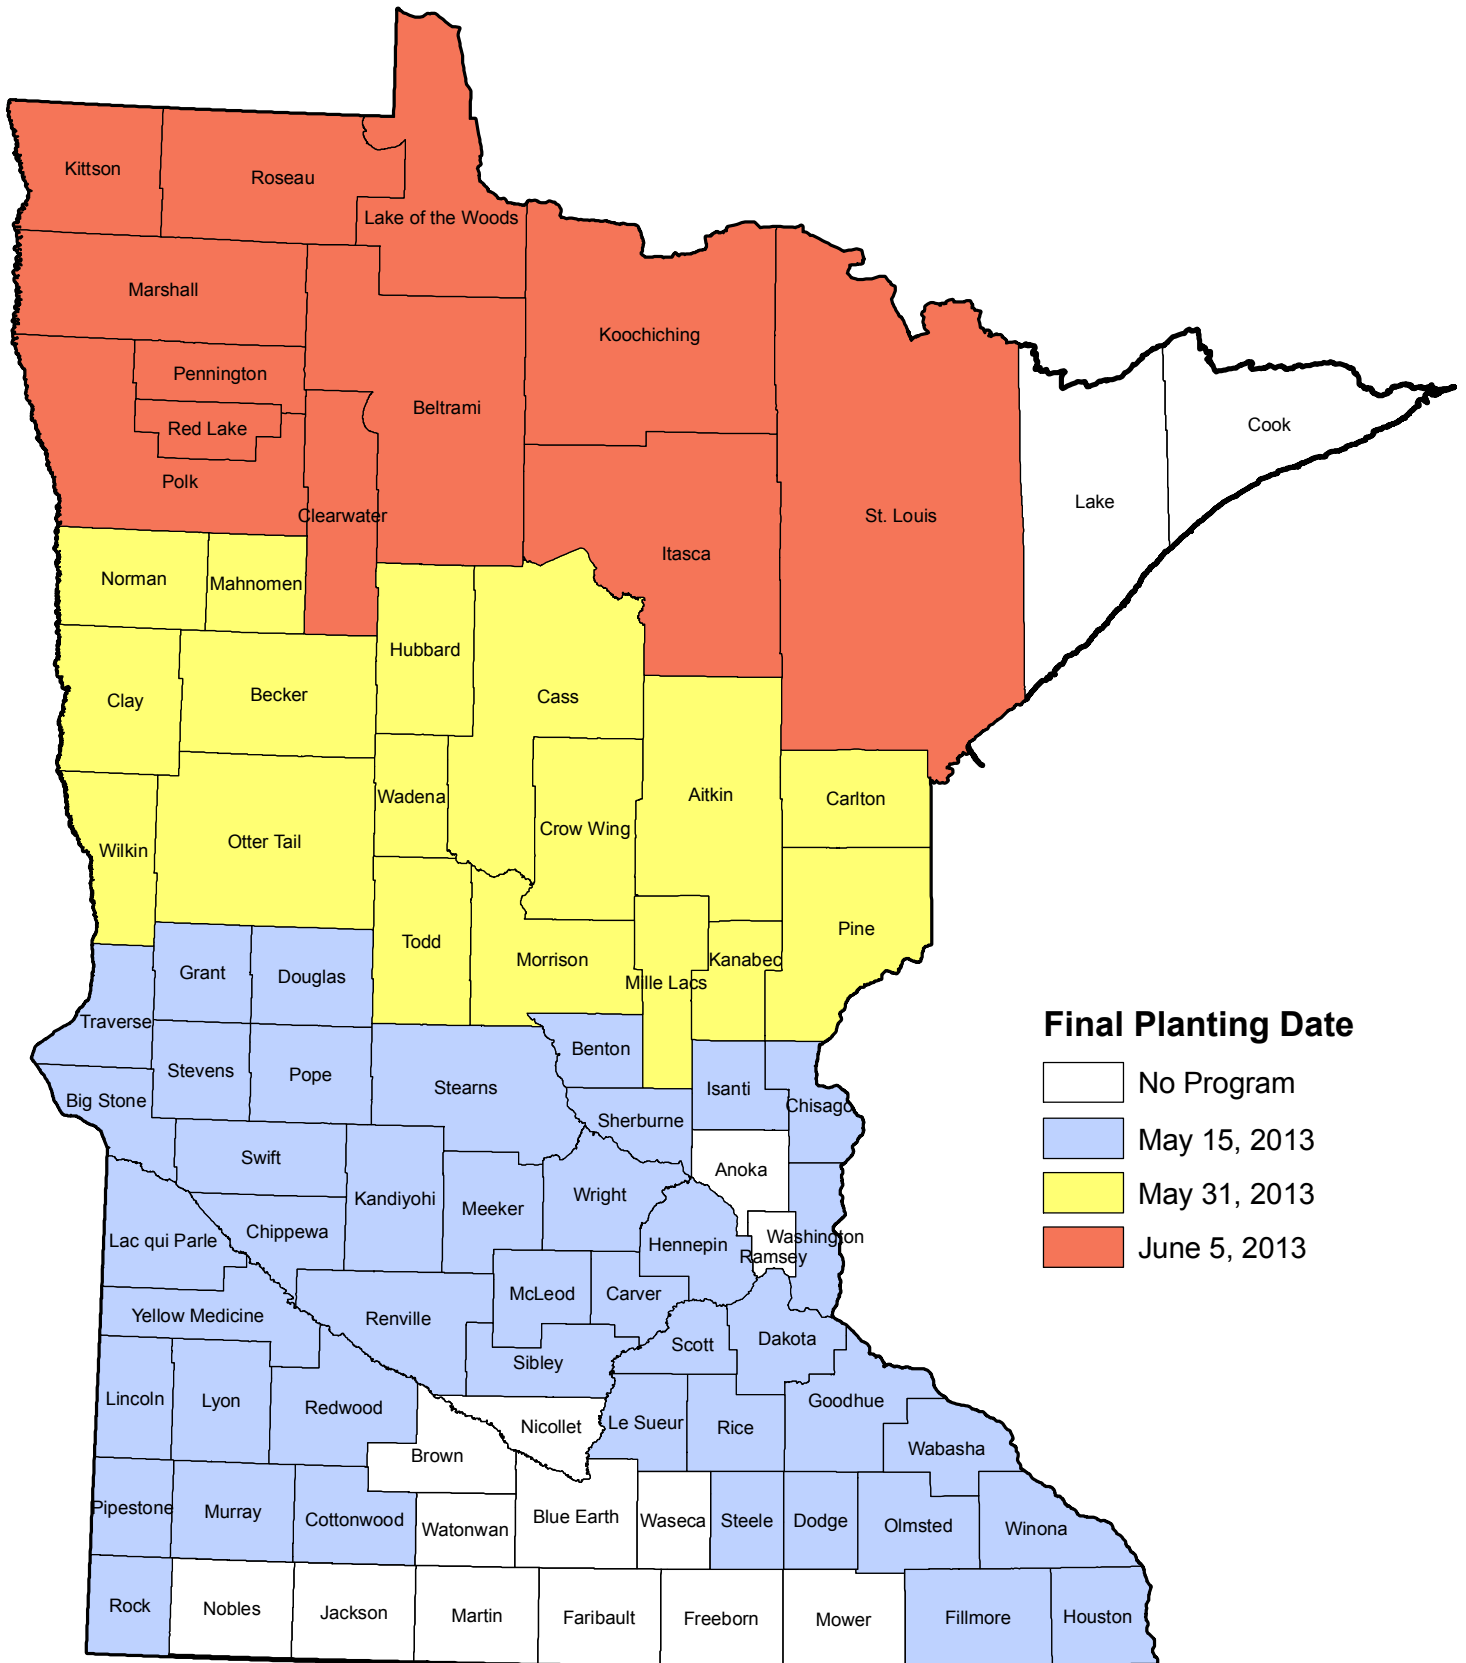 Kittson
Roseau
Lake of the Woods
Marshall
Koochiching
Pennington
Beltrami
Red Lake
Cook
Polk
Lake
Clearwater
St. Louis
Itasca
Norman
Mahnomen
Hubbard
Becker
Cass
Clay
Aitkin
Wadena
Carlton
Crow Wing
Otter Tail
Wilkin
Pine
Todd
Morrison
Kanabec
Grant
Douglas
Mille Lacs
Traverse
Final Planting Date
Benton
Stevens
Pope
No Program
Stearns
Isanti
Big Stone
Chisago
Sherburne
May 15, 2013
Swift
Anoka
Kandiyohi
Wright
May 31, 2013
Meeker
Chippewa
Lac qui Parle
Washington
Hennepin
June 5, 2013
Ramsey
McLeod
Carver
Yellow Medicine
Renville
Dakota
Scott
Sibley
Lincoln
Lyon
Goodhue
Redwood
Le Sueur
Nicollet
Rice
Wabasha
Brown
Pipestone
Murray
Blue Earth
Cottonwood
Waseca
Steele
Dodge
Olmsted
Winona
Watonwan
Rock
Nobles
Jackson
Martin
Faribault
Freeborn
Mower
Fillmore
Houston